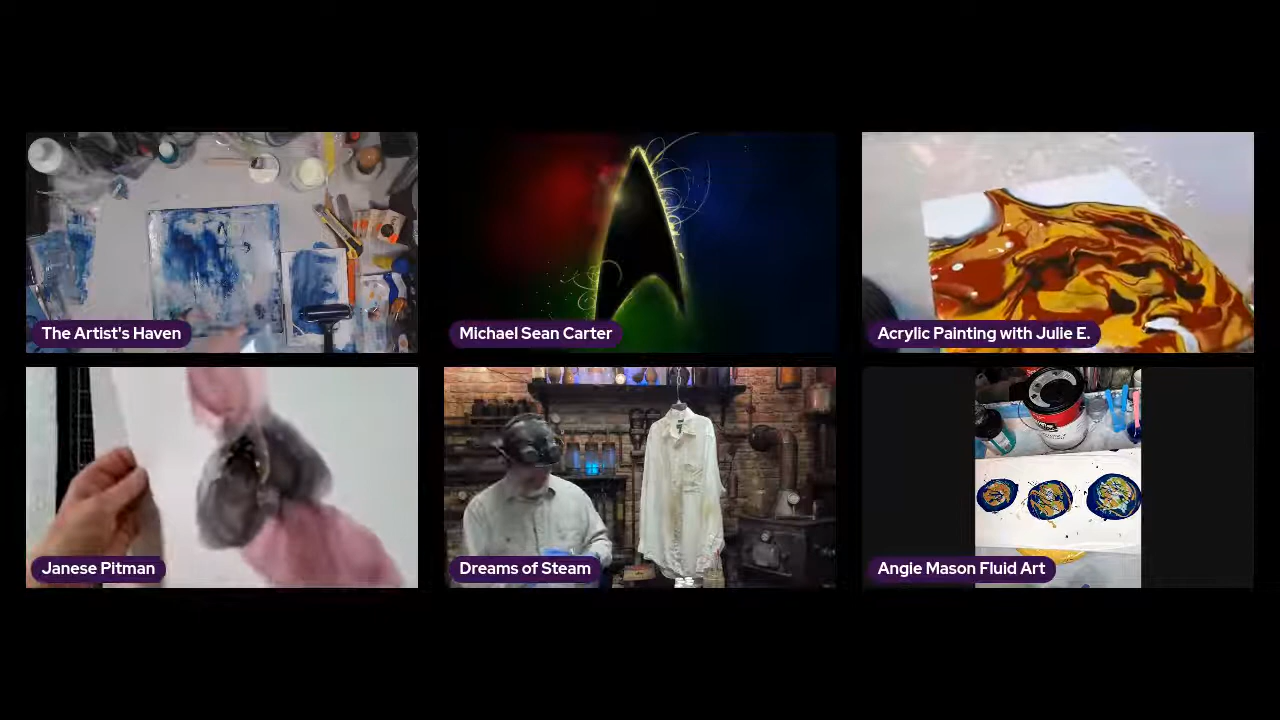 The Artist's Haven
Michael Sean Carter
Acrylic Painting with Julie E.
Janese Pitman
Dreams of Steam
Angie Mason Fluid Art